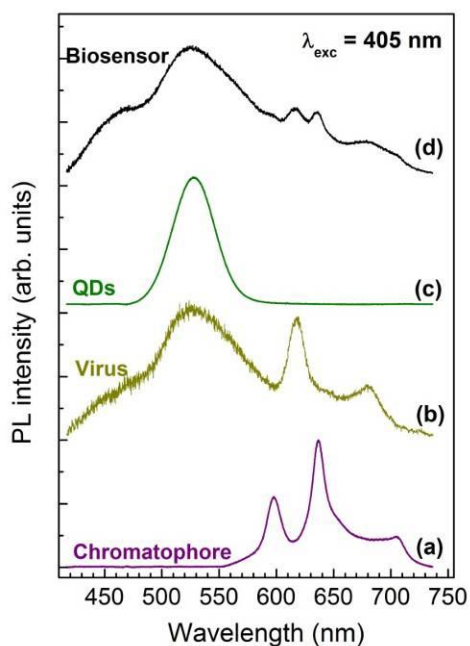 Biosensor
λexc = 405 nm
(d)
QDs
(c)
Virus
(b)
Chromatophore
(a)
PL intensity (arb. units)
450 500 550 600 650 700 750
Wavelength (nm)